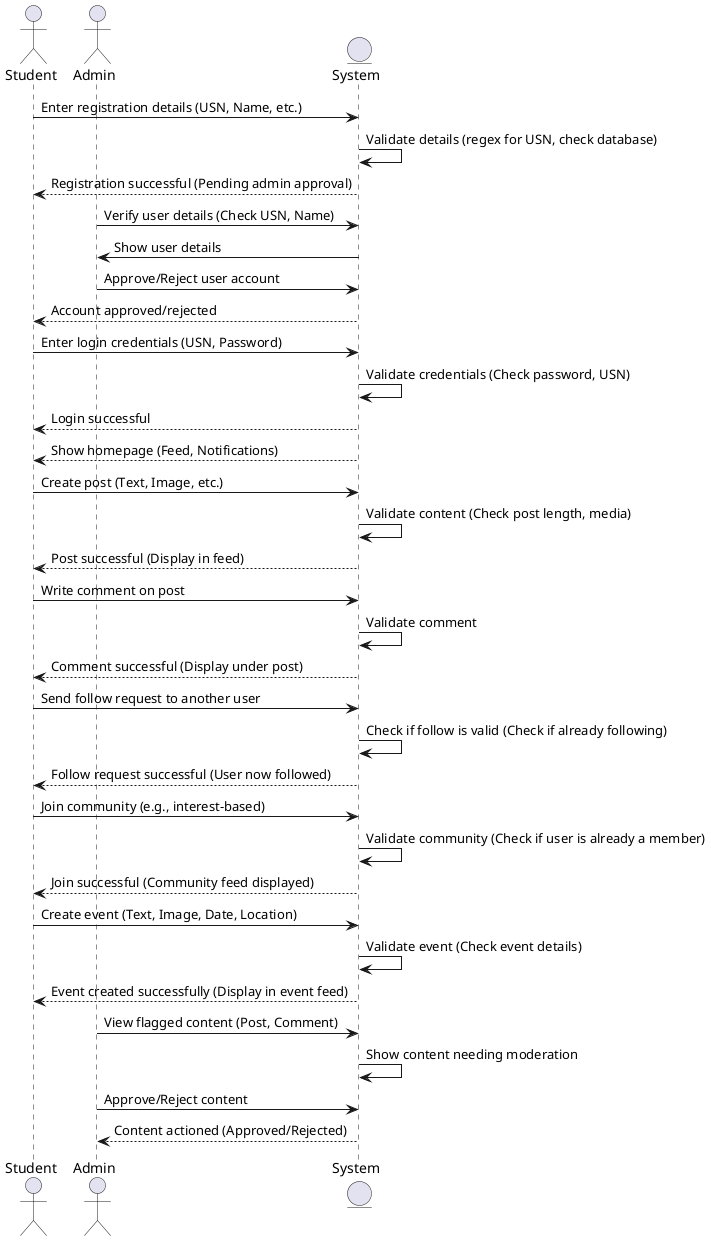 Student
Admin
System
Enter registration details (USN, Name, etc.)
Validate details (regex for USN, check database)
Registration successful (Pending admin approval)
Verify user details (Check USN, Name)
Show user details
Approve/Reject user account
Account approved/rejected
Enter login credentials (USN, Password)
Validate credentials (Check password, USN)
Login successful
Show homepage (Feed, Notifications)
Create post (Text, Image, etc.)
Validate content (Check post length, media)
Post successful (Display in feed)
Write comment on post
Validate comment
Comment successful (Display under post)
Send follow request to another user
Check if follow is valid (Check if already following)
Follow request successful (User now followed)
Join community (e.g., interest-based)
Validate community (Check if user is already a member)
Join successful (Community feed displayed)
Create event (Text, Image, Date, Location)
Validate event (Check event details)
Event created successfully (Display in event feed)
View flagged content (Post, Comment)
Show content needing moderation
Approve/Reject content
Content actioned (Approved/Rejected)
Student
Admin
System